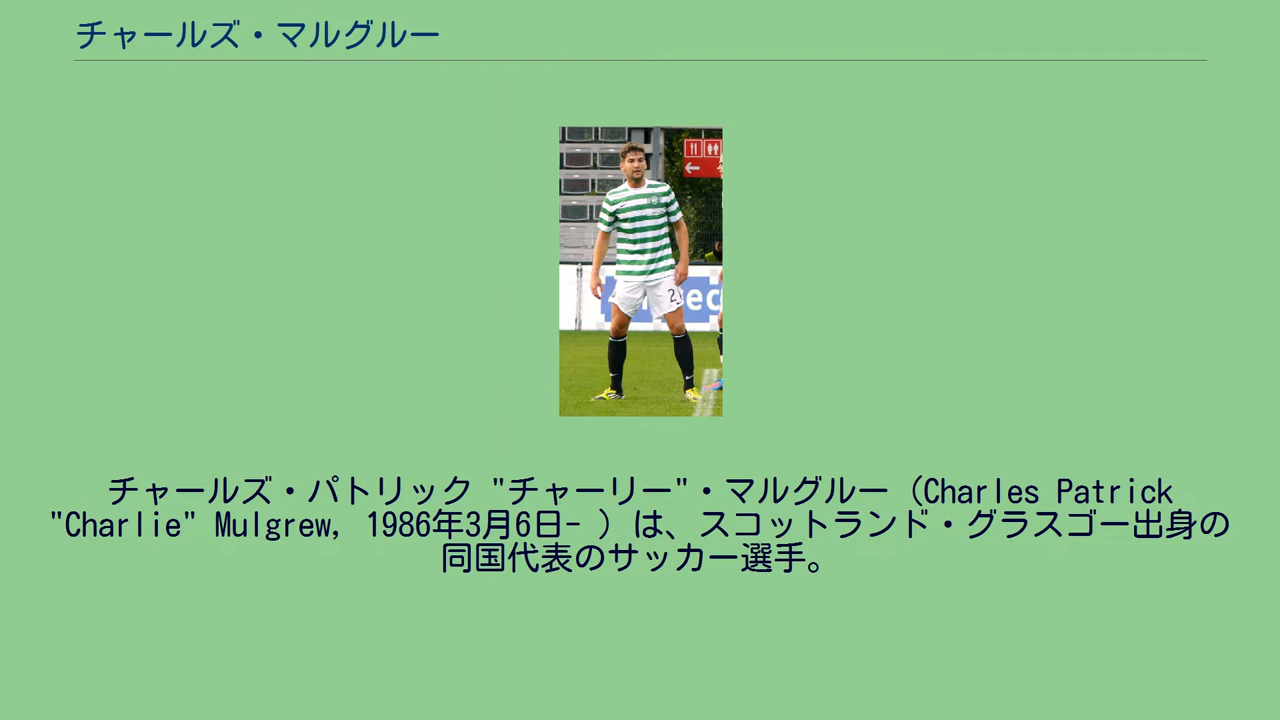 チャールズ・マルグルー
チャールズ・パトリック "チャーリー"・マルグルー（Charles Patrick
"Charlie" Mulgrew, 1986年3月6日- ）は、スコットランド・グラスゴー出身の
同国代表のサッカー選手。